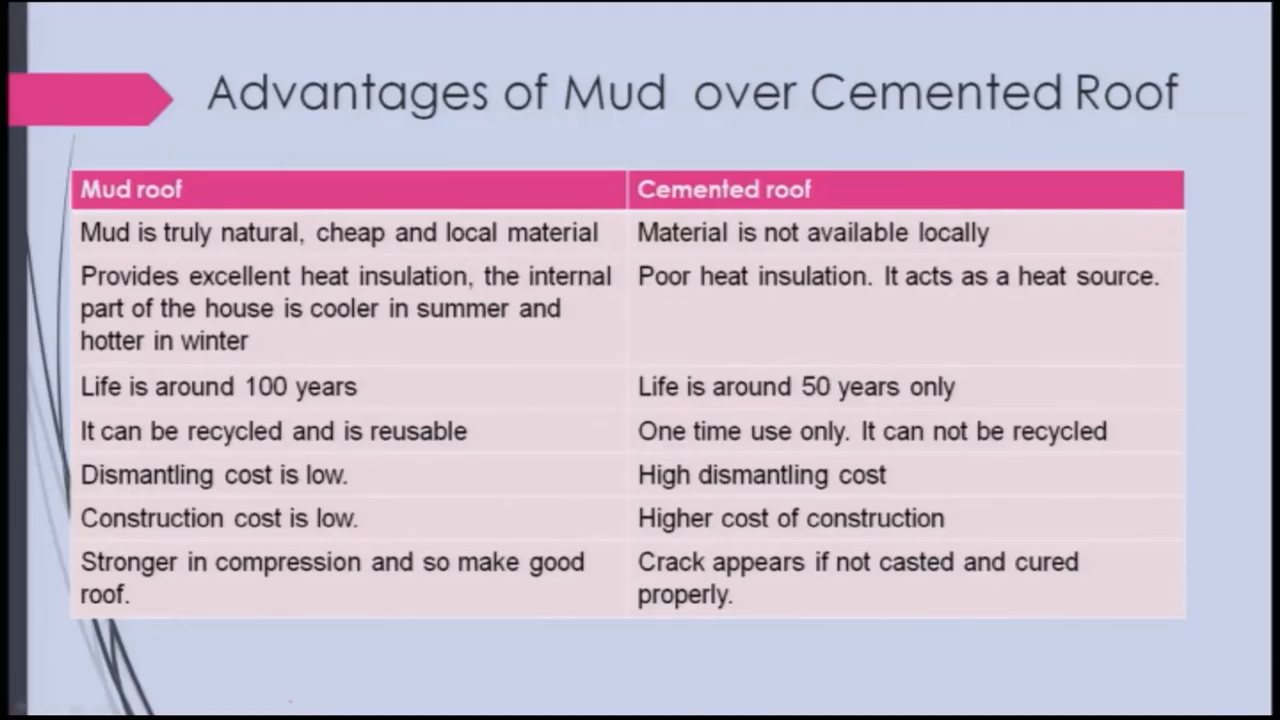 Advantages of Mud over Cemented Roof
Mud roof
Cemented roof
Mud is truly natural, cheap and local material
Material is not available locally
Provides excellent heat insulation, the internal
part of the house is cooler in summer and
hotter in winter
Poor heat insulation. It acts as a heat source.
Life is around 100 years
Life is around 50 years only
It can be recycled and is reusable
One time use only. It can not be recycled
Dismantling cost is low.
High dismantling cost
Construction cost is low.
Higher cost of construction
Stronger in compression and so make good
roof.
Crack appears if not casted and cured
properly.